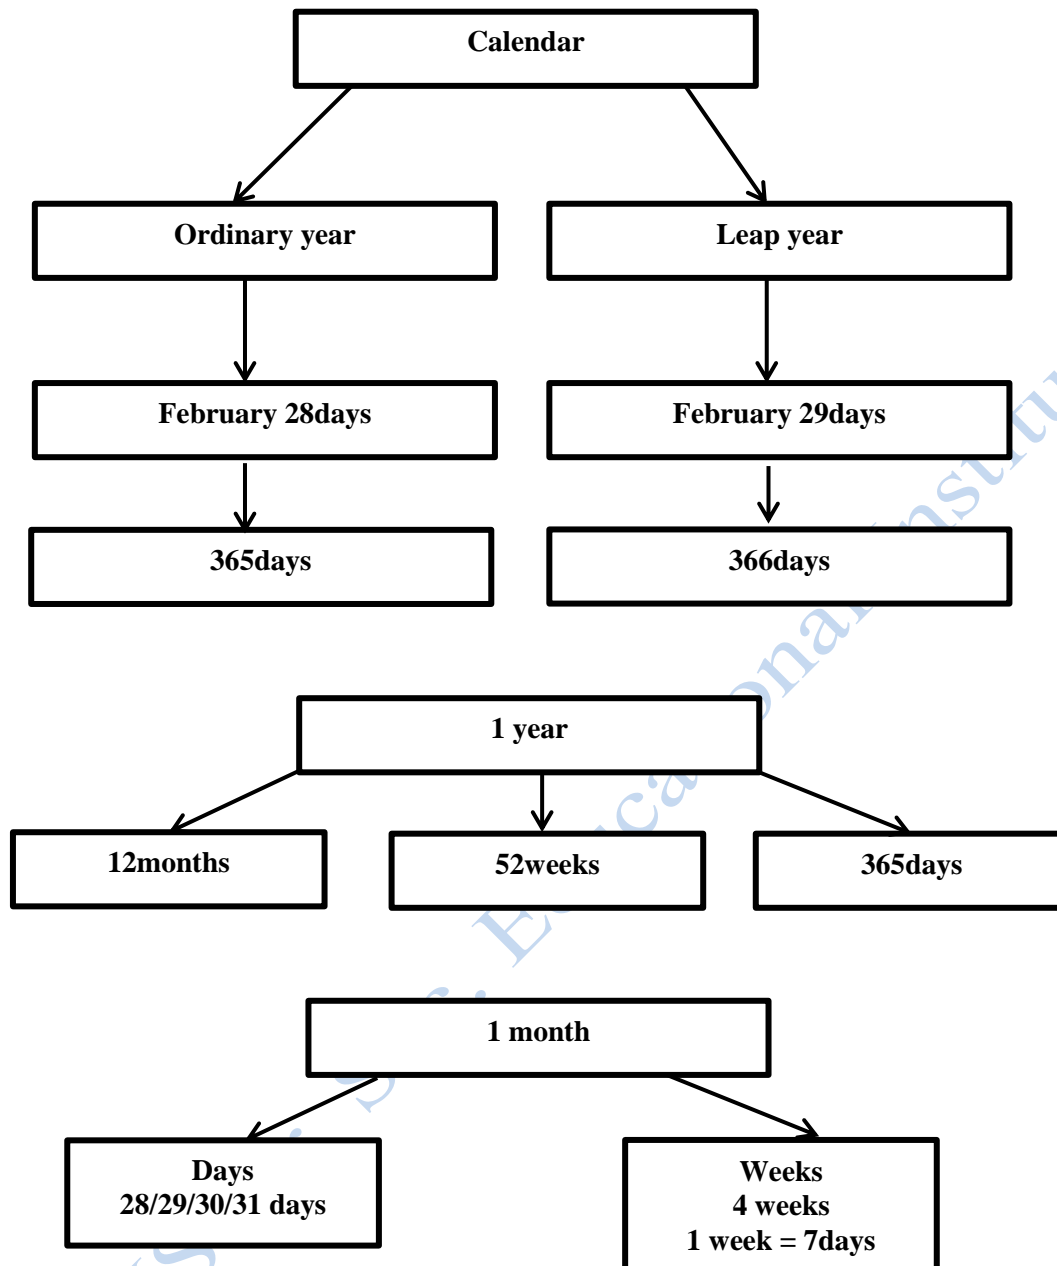 Calendar
Ordinary year
Leap year
February 28days
February 29days
365days
366days
1 year
12months
52weeks
365days
1 month
Days
28/29/30/31 days
Weeks
4 weeks
1 week = 7days